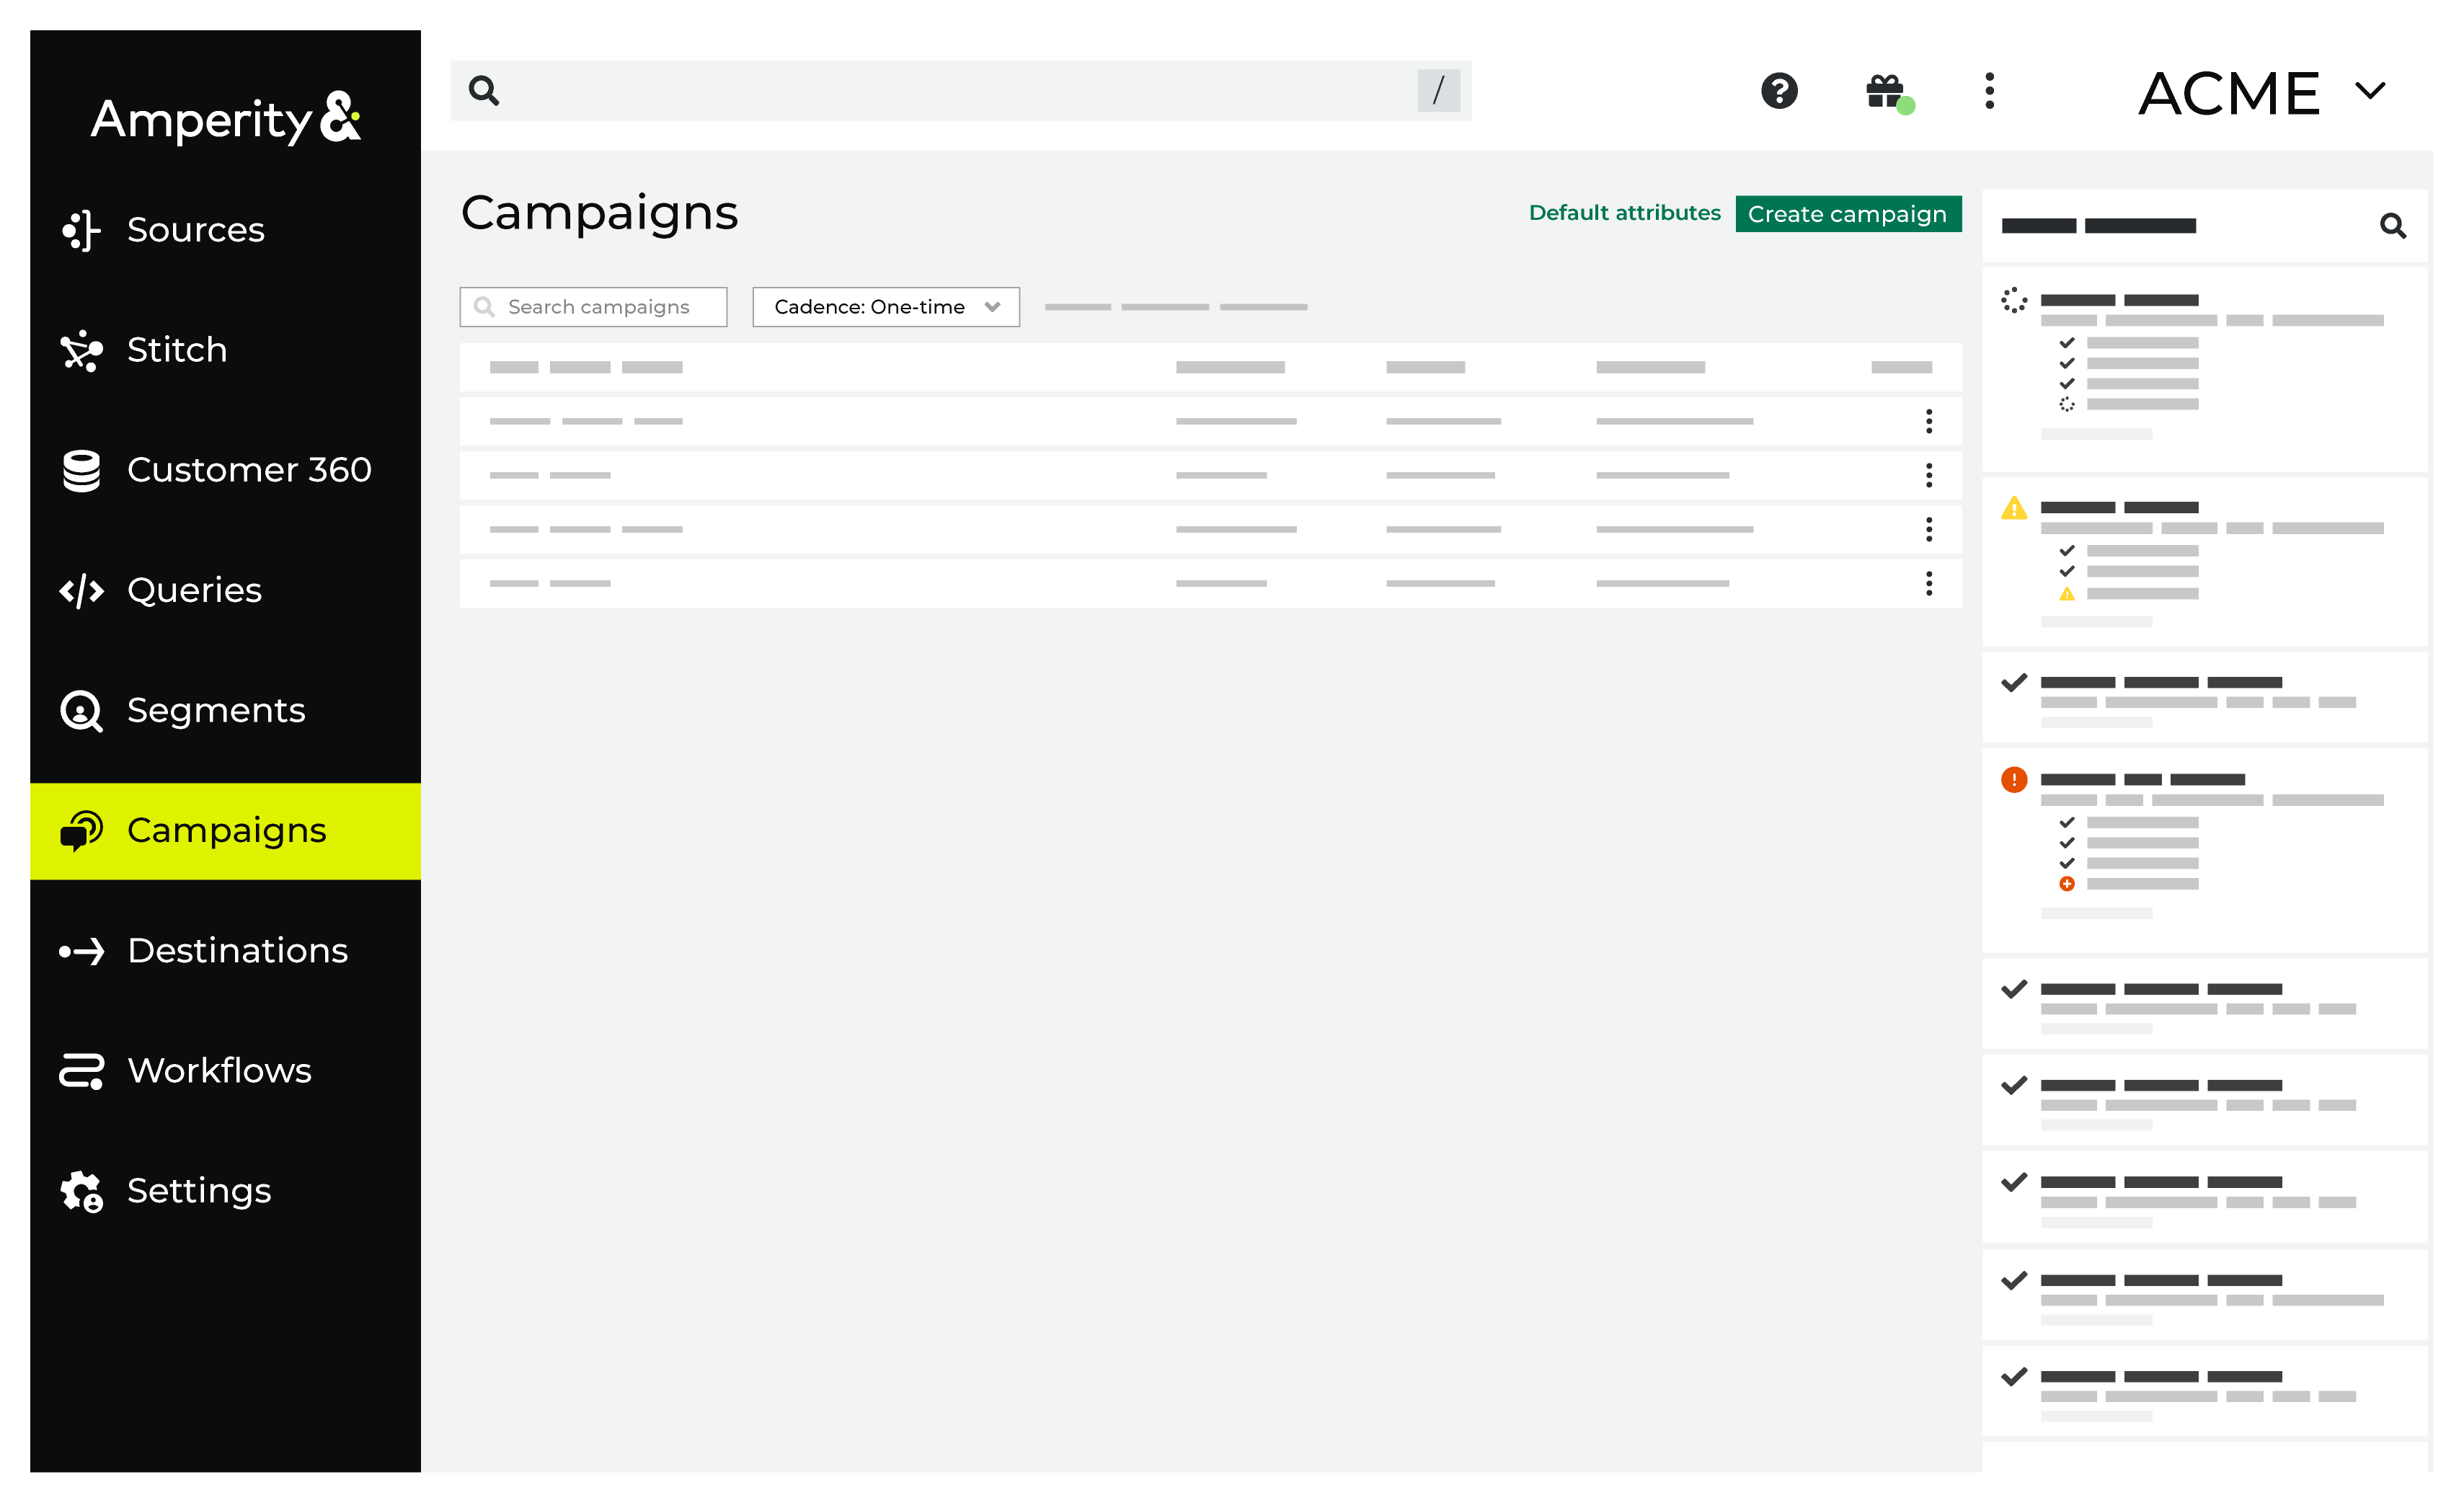 Amperity&
Sources
Stitch
Customer 360
Queries
Segments
Campaigns
Destinations
Workflows
Settings
/
ACME
Campaigns
Default attributes
Create campaign
Search campaigns
Cadence: One-time